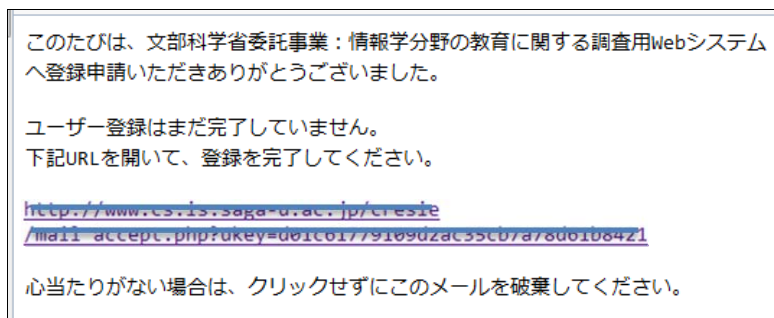 このたびは、文部科学省委託事業：情報学分野の教育に関する調査用Webシステム
へ登録申請いただきありがとうございました。
ユーザー登録はまだ完了していません。
下記URLを開いて、登録を完了してください。
心当たりがない場合は、クリックせずにこのメールを破棄してください。